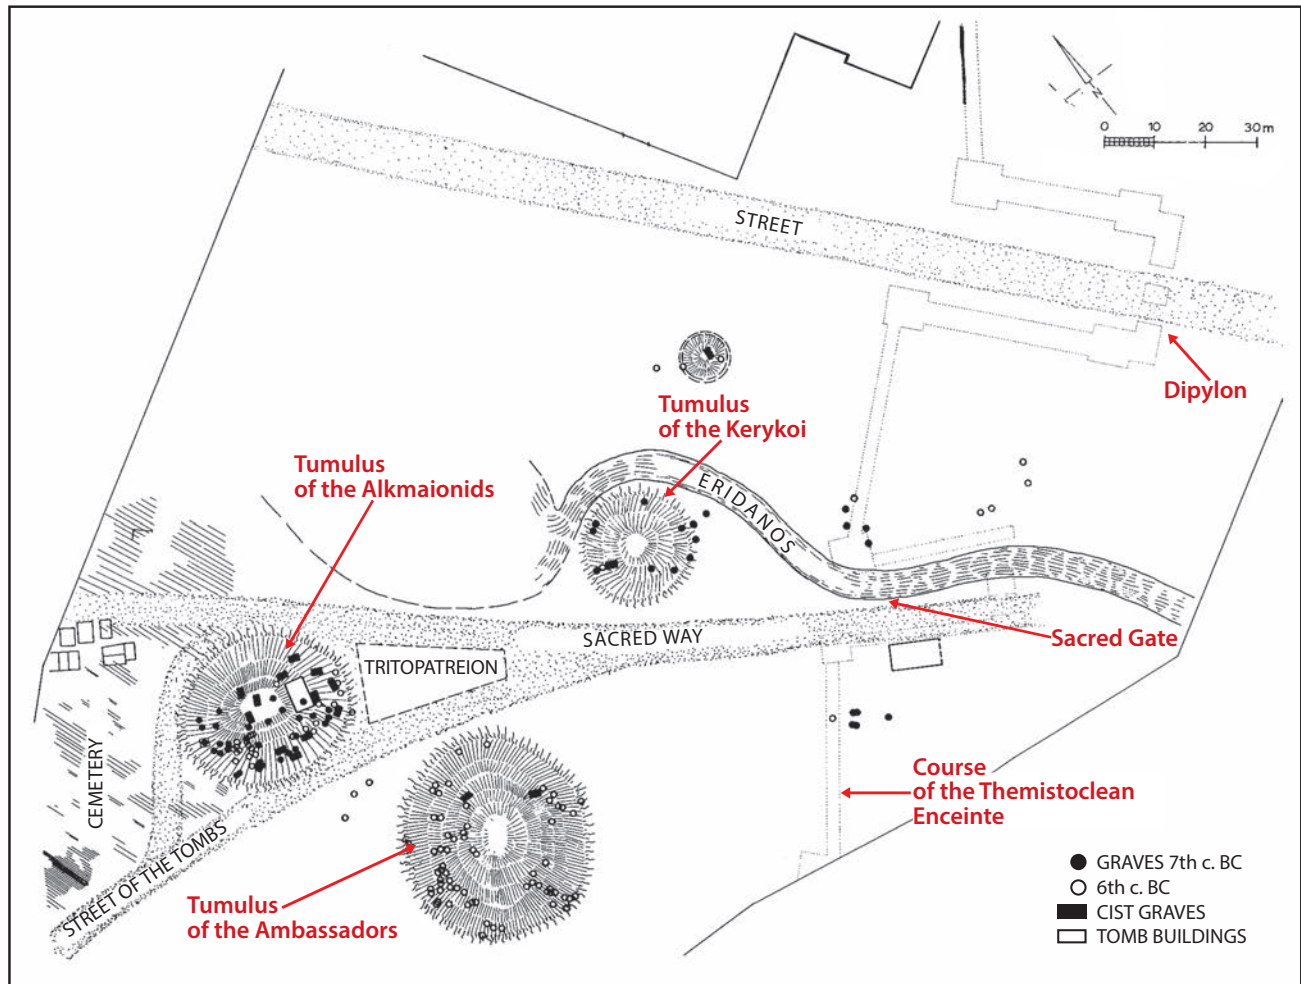 N
0 10 20 30 m
STREET
Dipylon
Tumulus
of the Kerykoi
Tumulus
of the Alkmaionids
ERIDANOS
SACRED WAY
Sacred Gate
TRITOPATREION
CEMETERY
STREET OF THE TOMBS
Course
of the Themistoclean
Enceinte
Tumulus
of the Ambassadors
GRAVES 7th c. BC
6th c. BC
CIST GRAVES
TOMB BUILDINGS